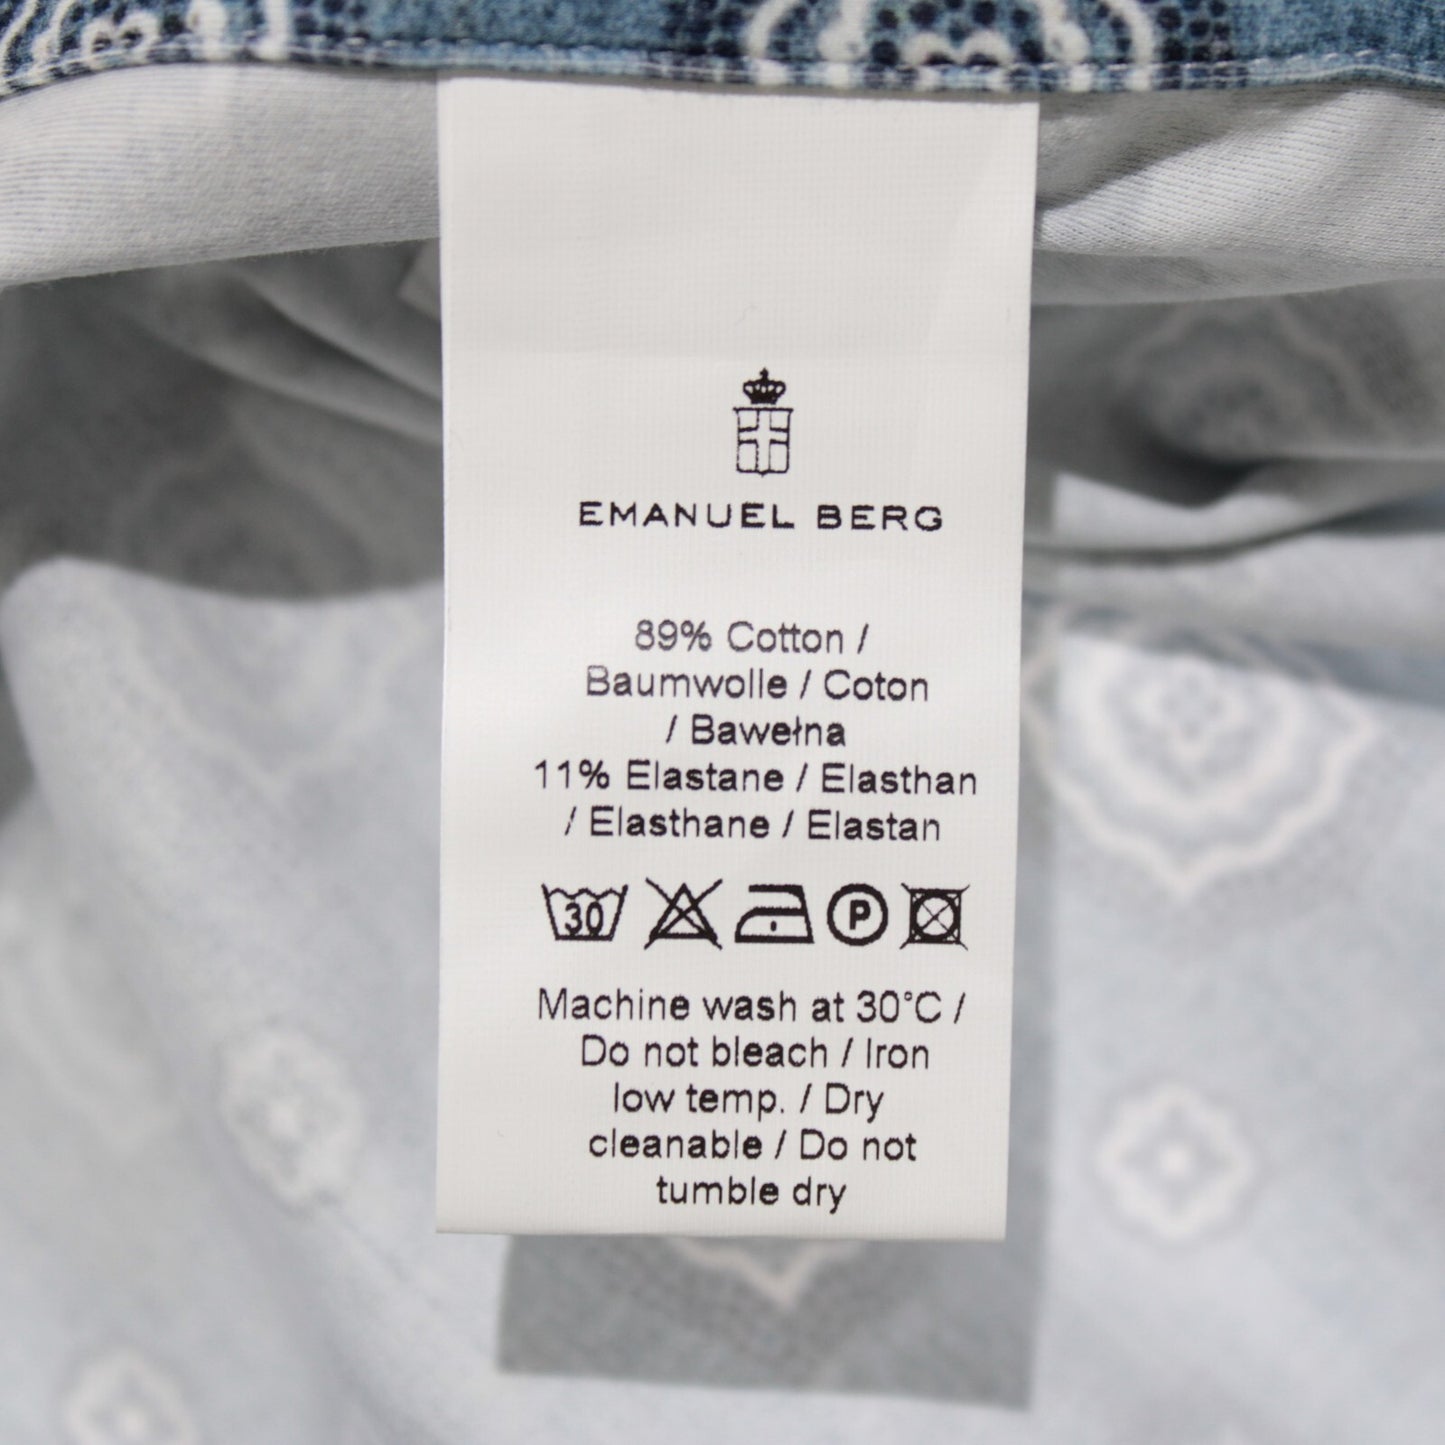 EMANUEL BERG
89% Cotton /
Baumwolle / Coton
/ Bawełna
11% Elastane / Elasthan
/ Elasthane / Elastan
30 P
Machine wash at 30°C /
Do not bleach / Iron
low temp. / Dry
cleanable / Do not
tumble dry